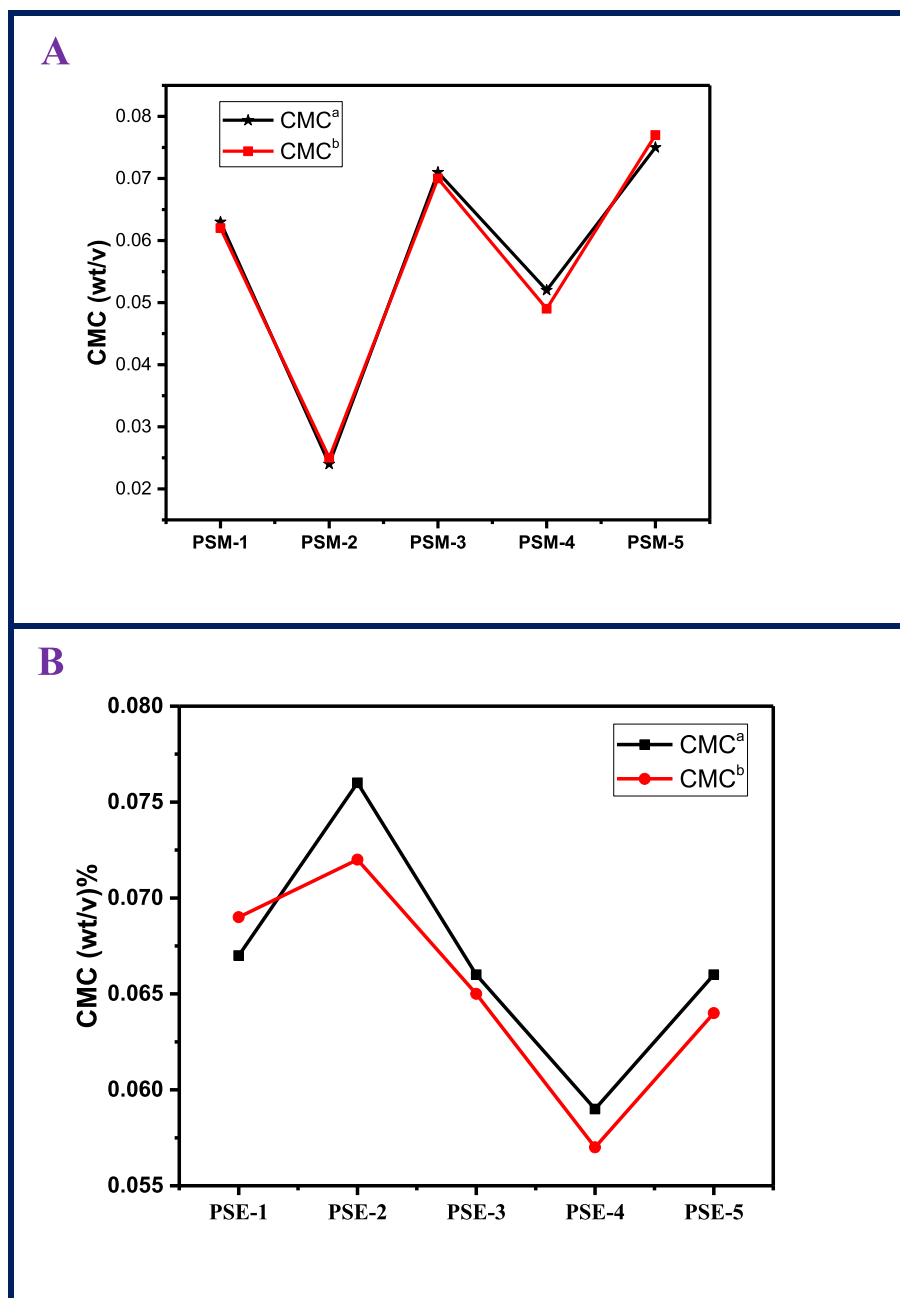 A
CMCᵃ
CMCᵇ
CMC (wt/v)
0.08
0.07
0.06
0.05
0.04
0.03
0.02
PSM-1 PSM-2 PSM-3 PSM-4 PSM-5
B
CMCᵃ
CMCᵇ
CMC (wt/v)%
0.080
0.075
0.070
0.065
0.060
0.055
PSE-1 PSE-2 PSE-3 PSE-4 PSE-5